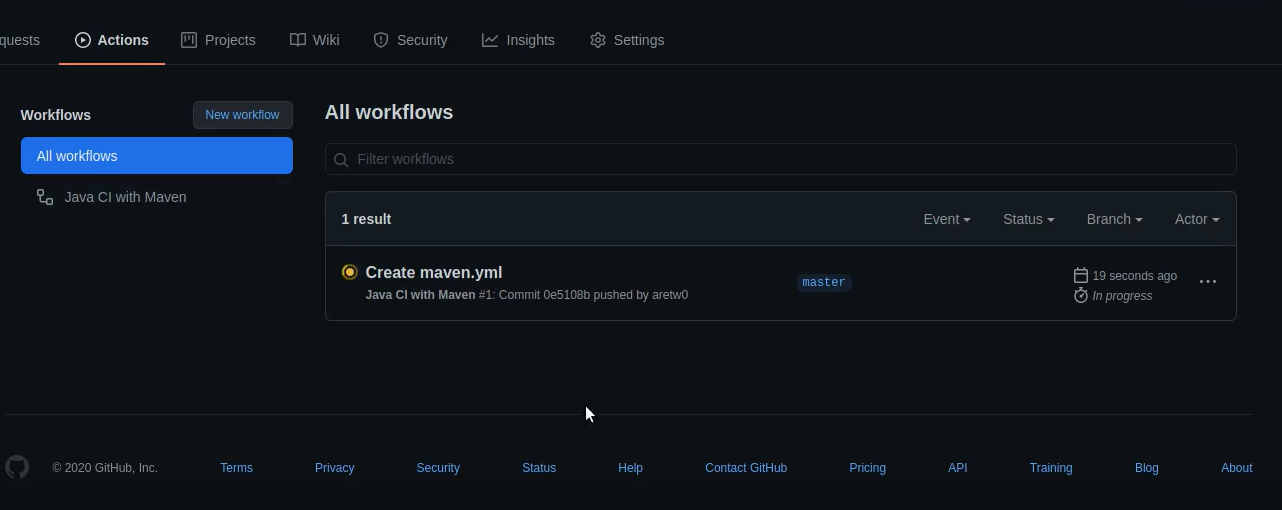 quests Actions Projects Wiki Security Insights Settings
Workflows New workflow
All workflows
Java CI with Maven
All workflows
Filter workflows
1 result Event Status Branch Actor
Create maven.yml
Java CI with Maven #1: Commit 0e5108b pushed by aretw0
master
19 seconds ago
In progress
© 2020 GitHub, Inc. Terms Privacy Security Status Help Contact GitHub Pricing API Training Blog About